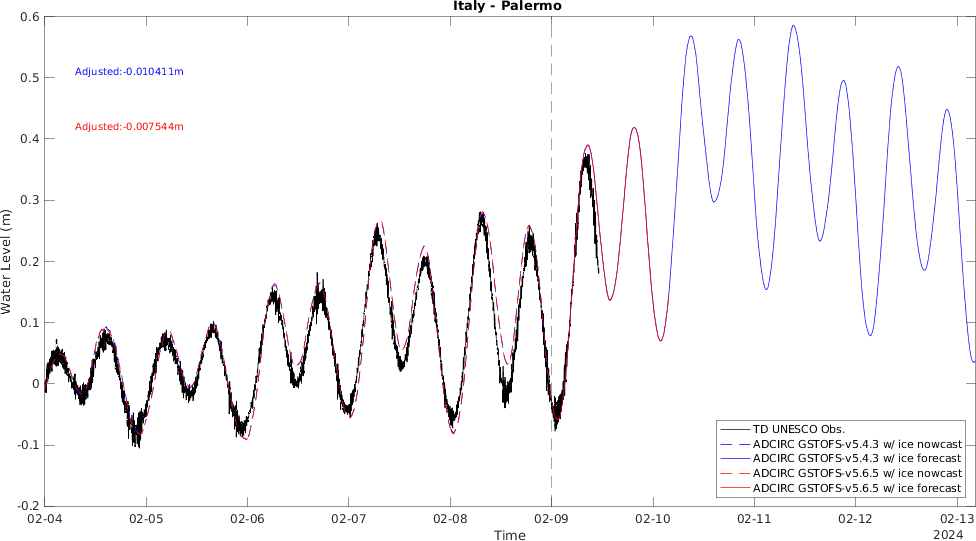 Italy - Palermo
0.6
0.5
0.4
0.3
0.2
0.1
0
-0.1
-0.2
Water Level (m)
Adjusted:-0.010411m
Adjusted:-0.007544m
TD UNESCO Obs.
ADCIRC GSTOFS-v5.4.3 w/ ice nowcast
ADCIRC GSTOFS-v5.4.3 w/ ice forecast
ADCIRC GSTOFS-v5.6.5 w/ ice nowcast
ADCIRC GSTOFS-v5.6.5 w/ ice forecast
02-04 02-05 02-06 02-07 02-08 02-09 02-10 02-11 02-12 02-13
Time
2024